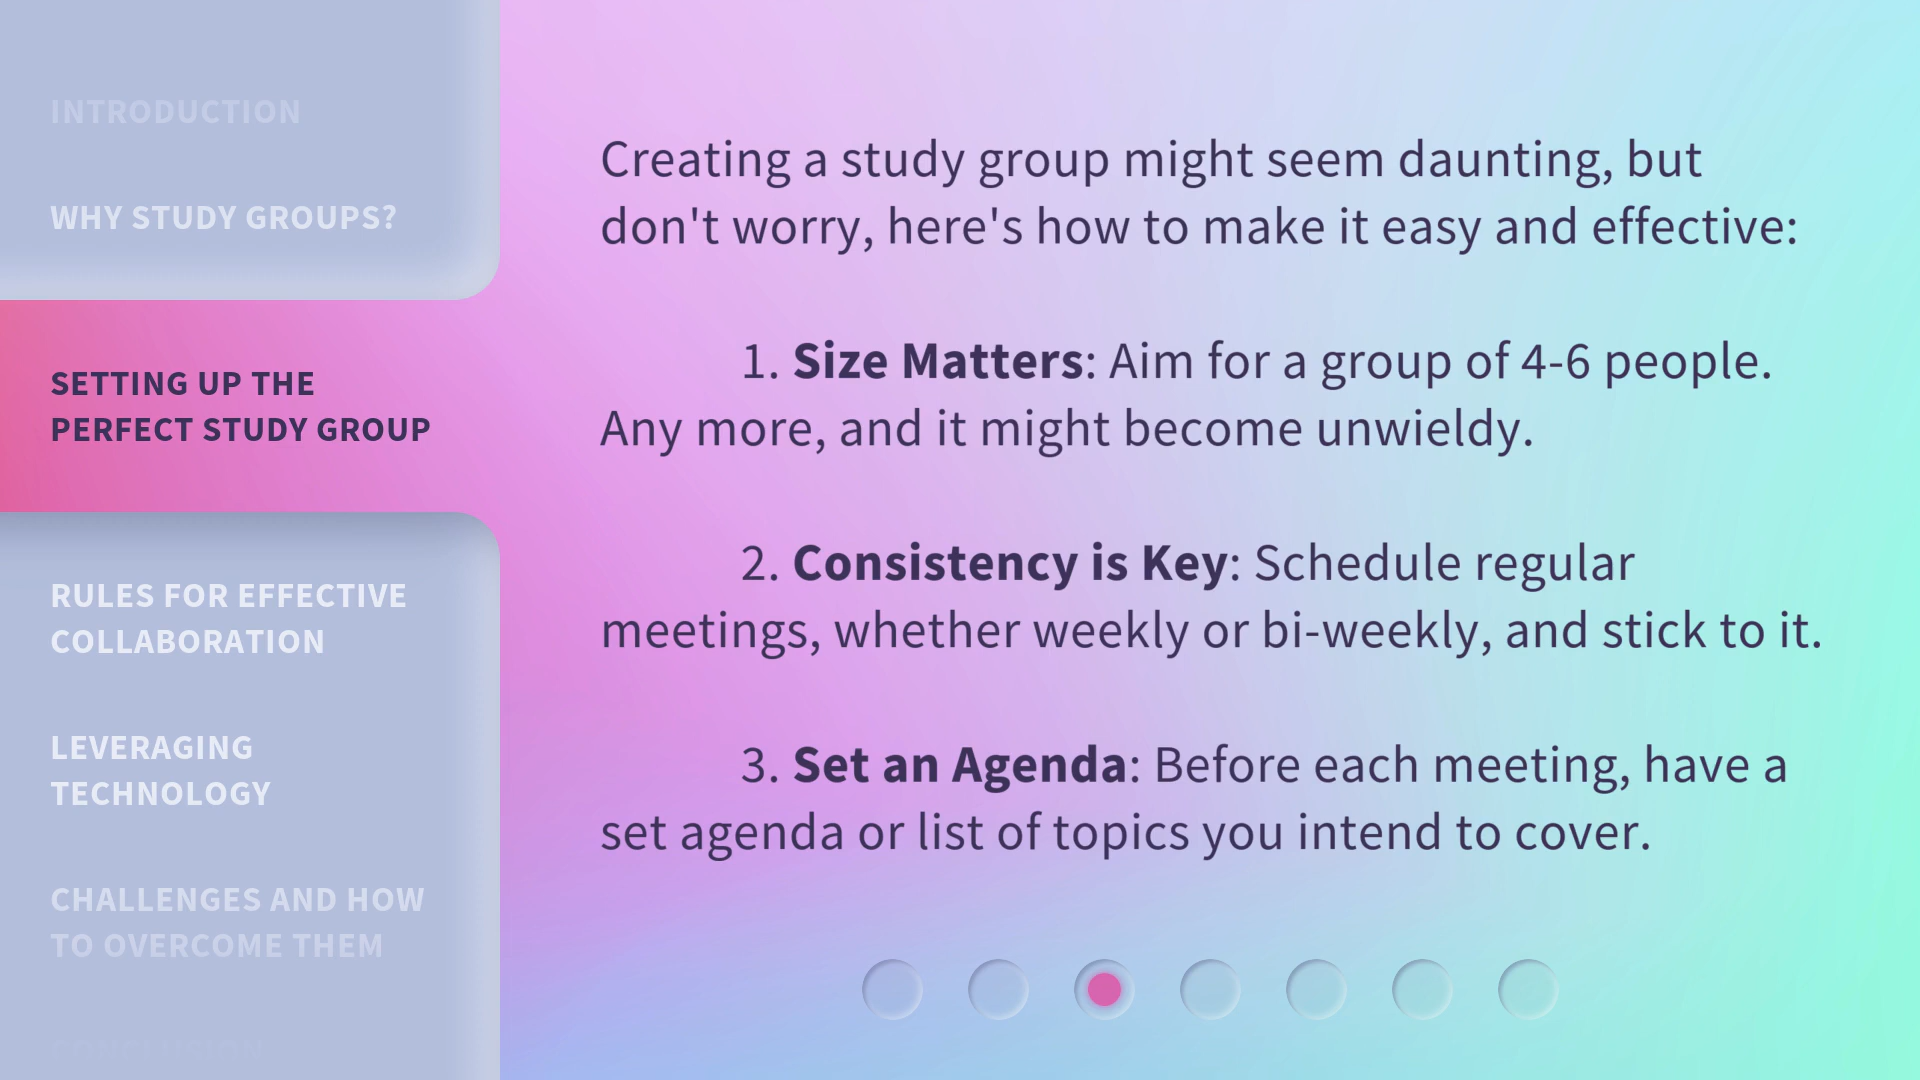 INTRODUCTION
WHY STUDY GROUPS?
SETTING UP THE
PERFECT STUDY GROUP
RULES FOR EFFECTIVE
COLLABORATION
LEVERAGING
TECHNOLOGY
CHALLENGES AND HOW
TO OVERCOME THEM
CONCLUSION
Creating a study group might seem daunting, but
don't worry, here's how to make it easy and effective:
1. Size Matters: Aim for a group of 4-6 people.
Any more, and it might become unwieldy.
2. Consistency is Key: Schedule regular
meetings, whether weekly or bi-weekly, and stick to it.
3. Set an Agenda: Before each meeting, have a
set agenda or list of topics you intend to cover.